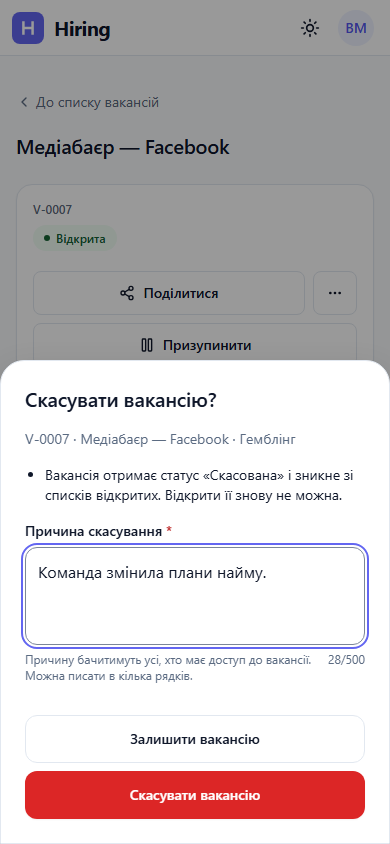 H Hiring
ВМ
До списку вакансій
Медіабаєр — Facebook
V-0007
Відкрита
Поділитися
Призупинити
Скасувати вакансію?
V-0007 · Медіабаєр — Facebook · Гемблінг
• Вакансія отримає статус «Скасована» і зникне зі
списків відкритих. Відкрити її знову не можна.
Причина скасування *
Команда змінила плани найму.
Причину бачитимуть усі, хто має доступ до вакансії. 28/500
Можна писати в кілька рядків.
Залишити вакансію
Скасувати вакансію